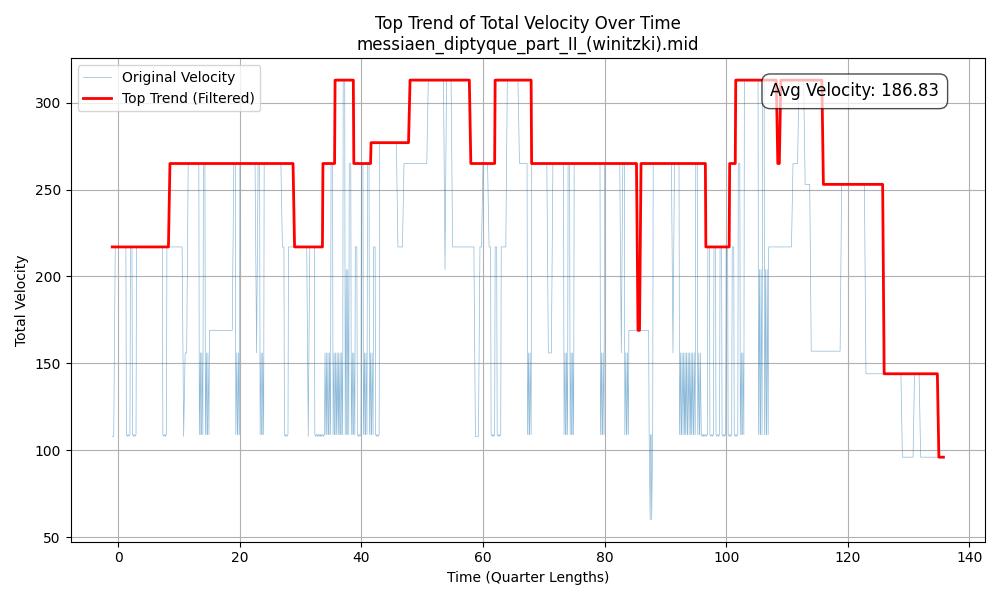 Top Trend of Total Velocity Over Time
messiaen_diptyque_part_II_(winitzki).mid
Original Velocity
Top Trend (Filtered)
Avg Velocity: 186.83
Total Velocity
300
250
200
150
100
50
0 20 40 60 80 100 120 140
Time (Quarter Lengths)